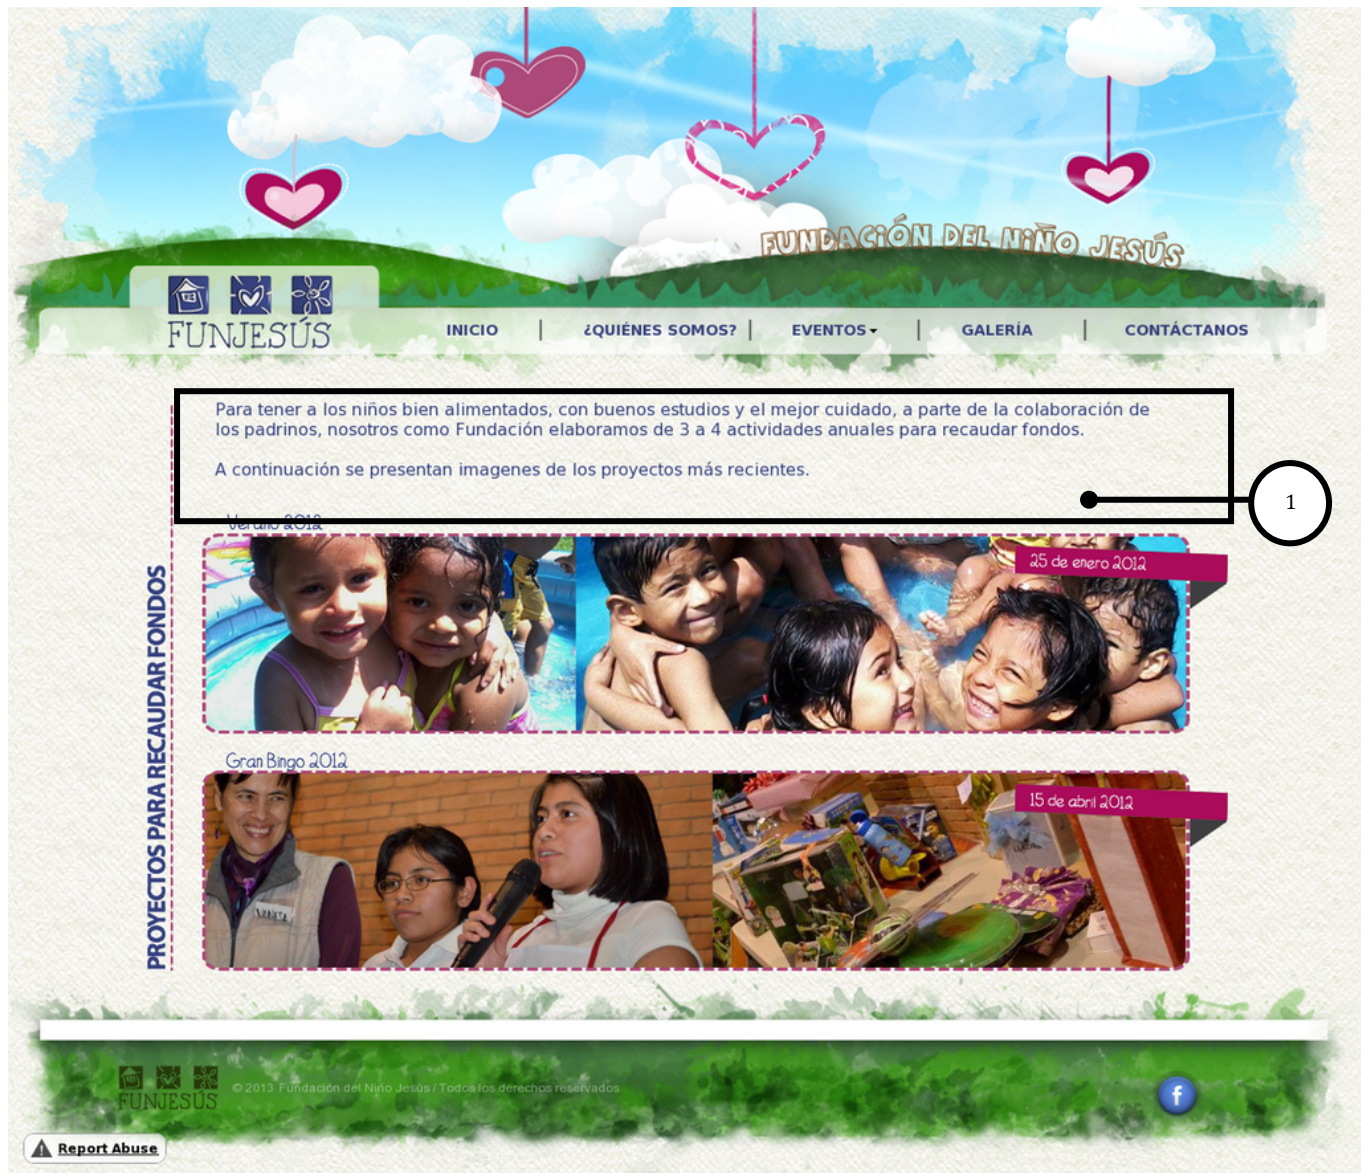 FUNDACIÓN DEL NIÑO JESÚS
FUNJESÚS
INICIO
¿QUIÉNES SOMOS?
EVENTOS
GALERÍA
CONTÁCTANOS
Para tener a los niños bien alimentados, con buenos estudios y el mejor cuidado, a parte de la colaboración de
los padrinos, nosotros como Fundación elaboramos de 3 a 4 actividades anuales para recaudar fondos.
A continuación se presentan imagenes de los proyectos más recientes.
1
PROYECTOS PARA RECAUDAR FONDOS
Verano 2012
25 de enero 2012
Gran Bingo 2012
15 de abril 2012
FUNJESÚS
© 2013 Fundación del Niño Jesús / Todos los derechos reservados
f
Report Abuse